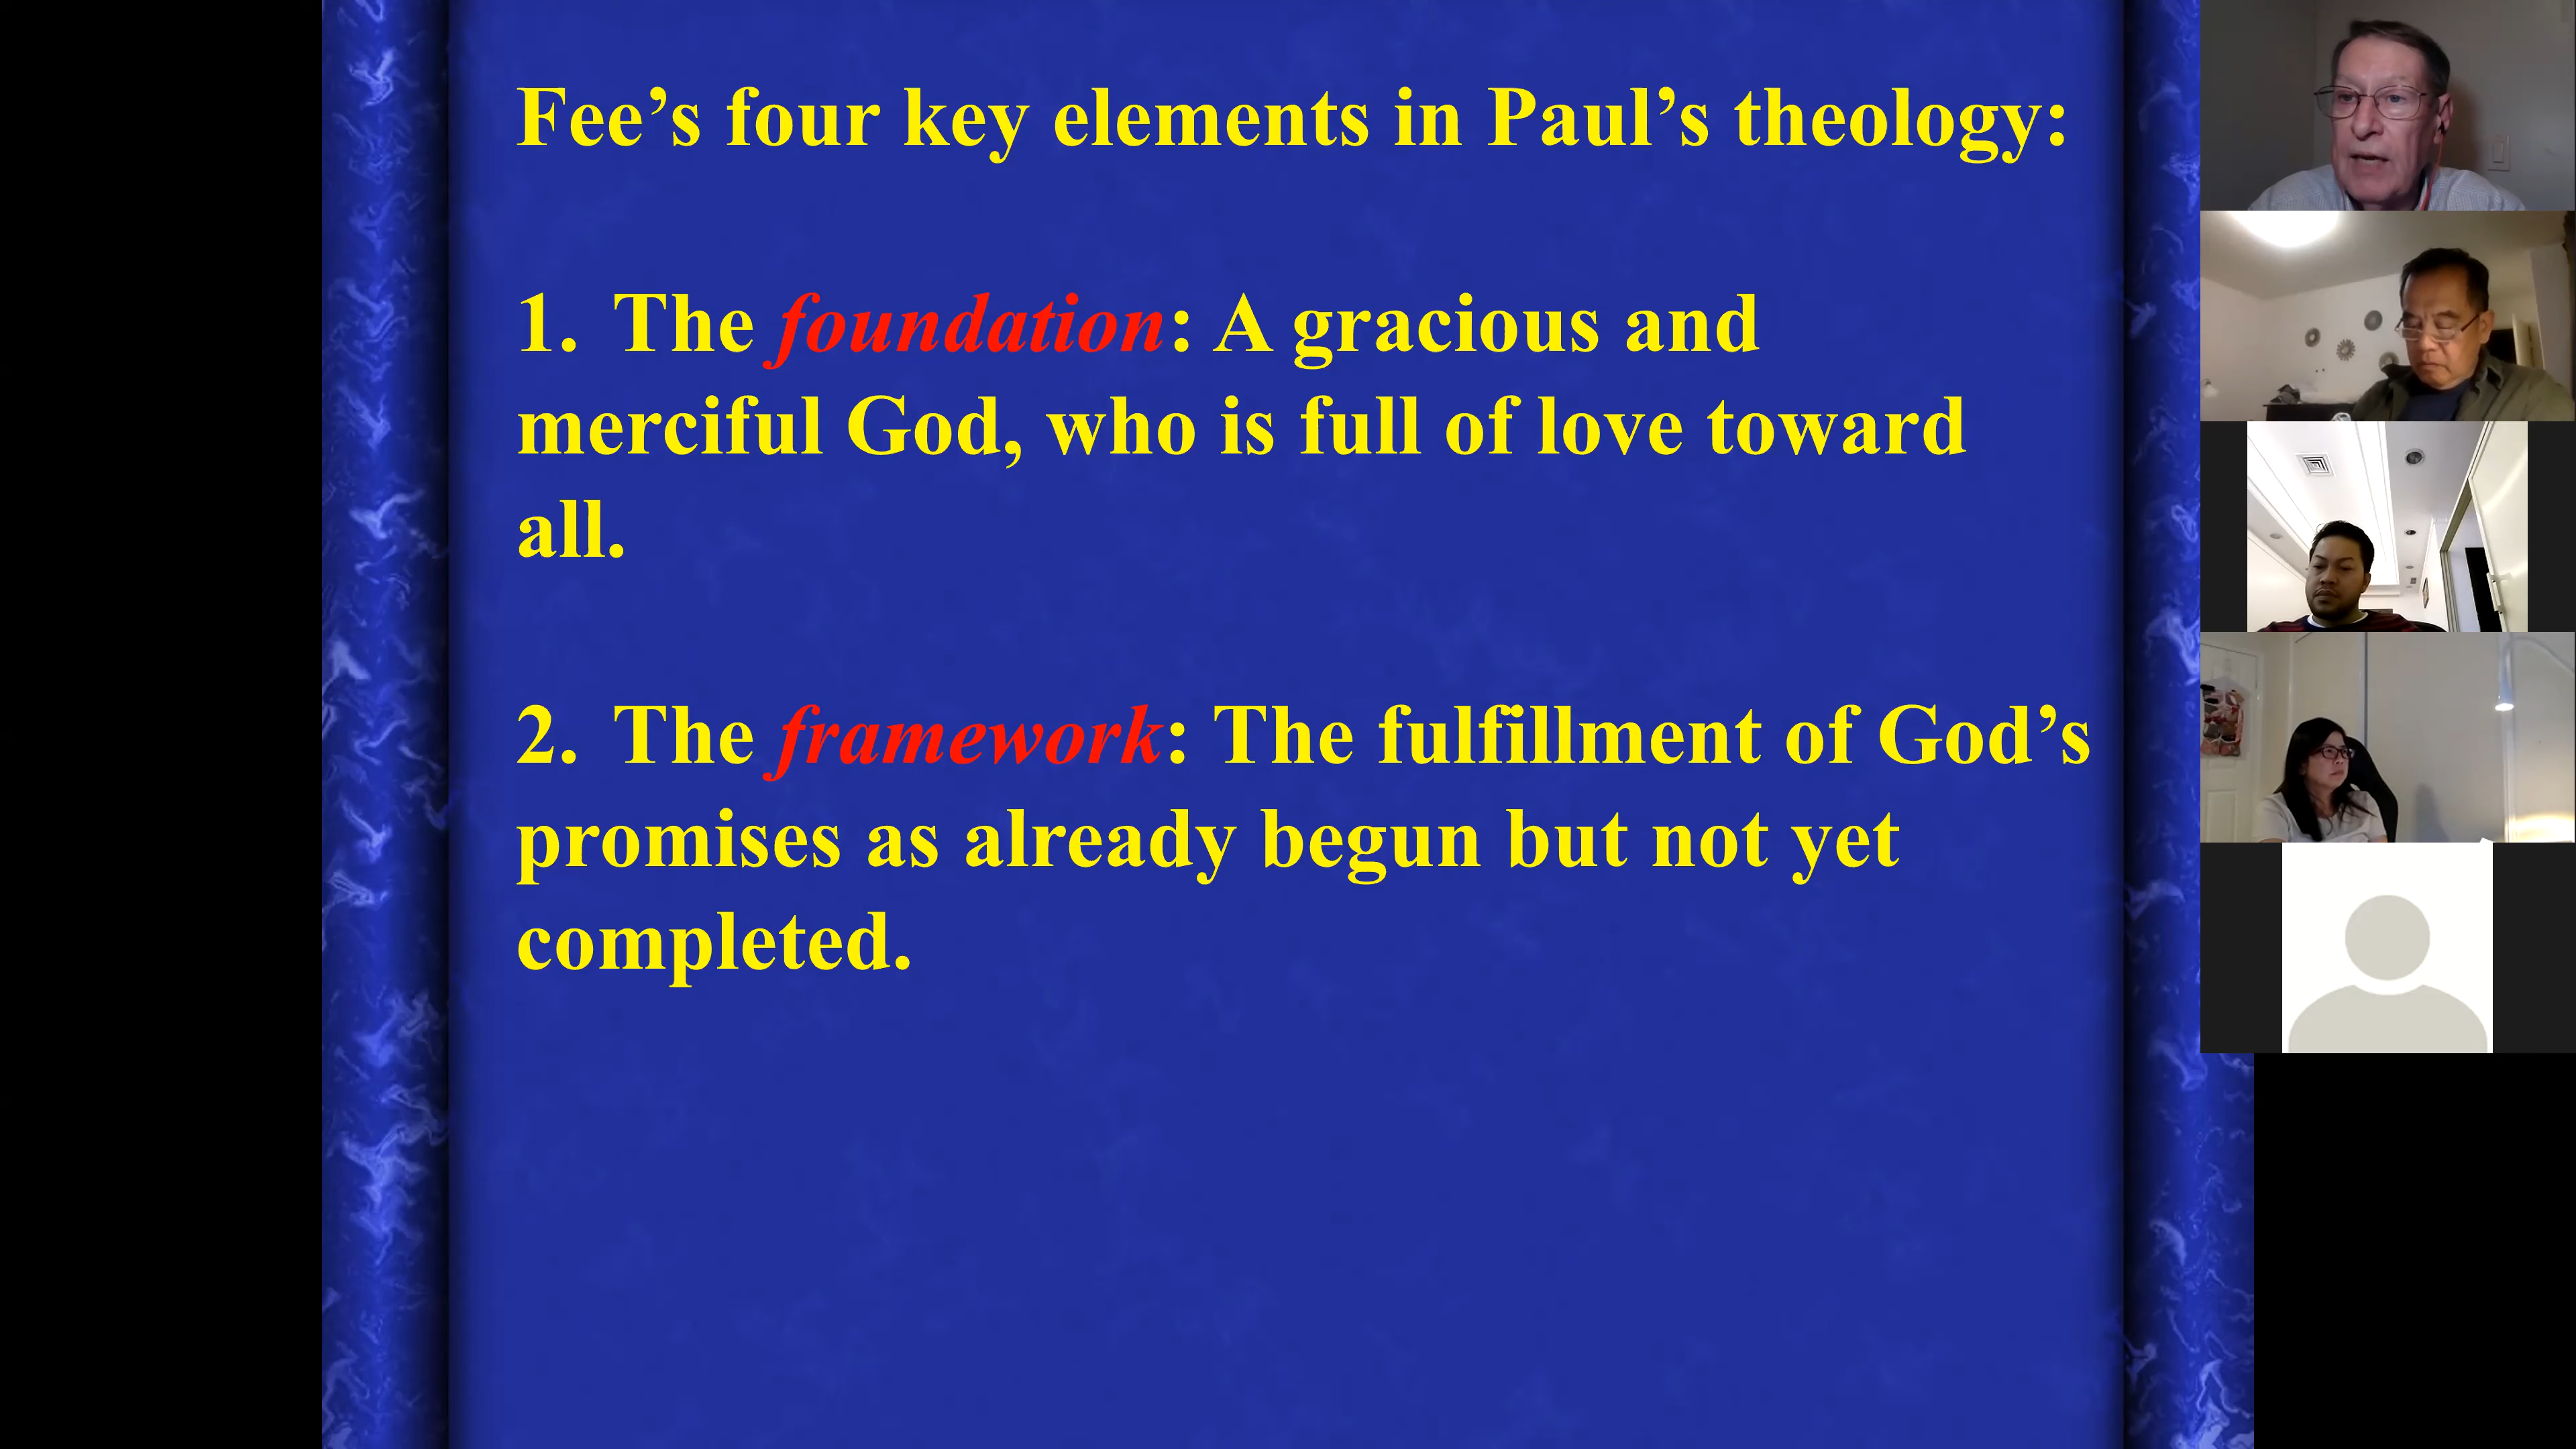 Fee’s four key elements in Paul’s theology:
1. The foundation: A gracious and
merciful God, who is full of love toward
all.
2. The framework: The fulfillment of God’s
promises as already begun but not yet
completed.